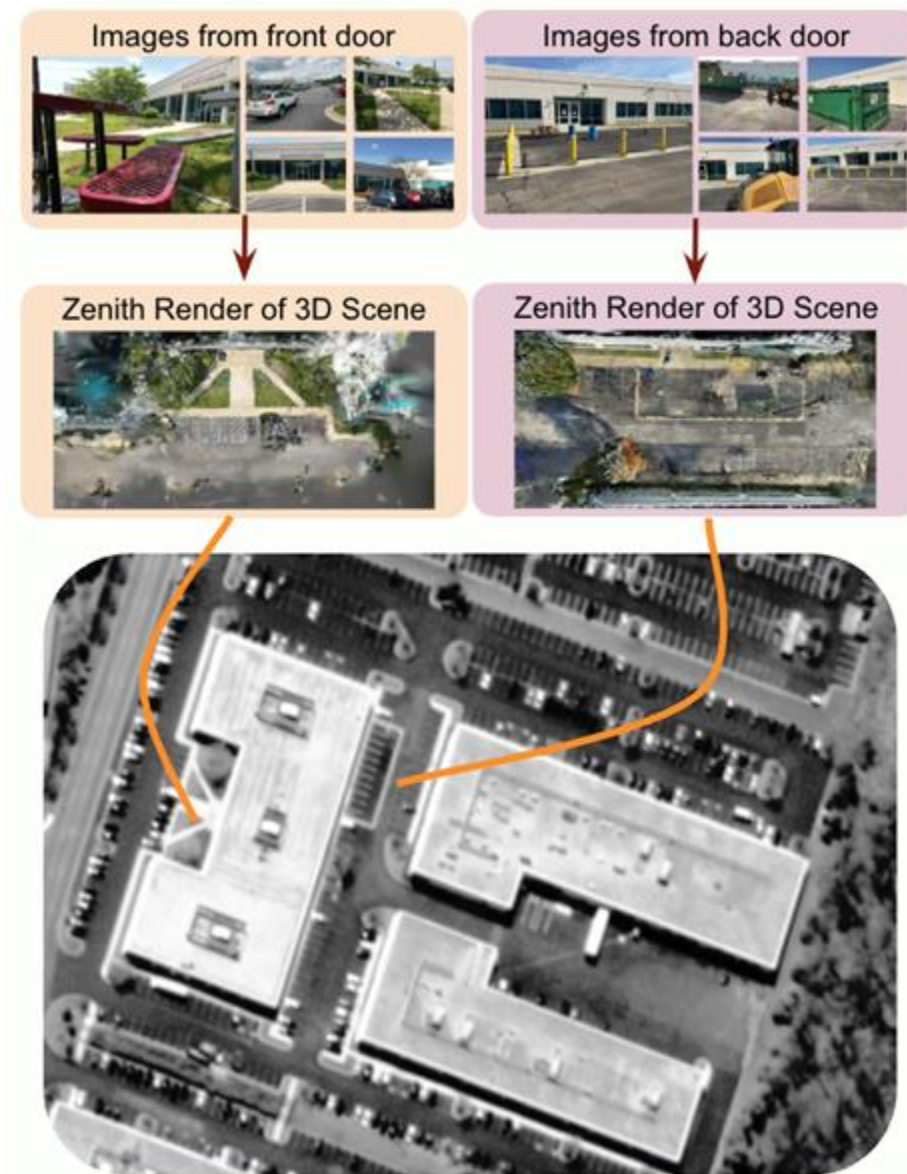 Images from front door
Images from back door
Zenith Render of 3D Scene
Zenith Render of 3D Scene